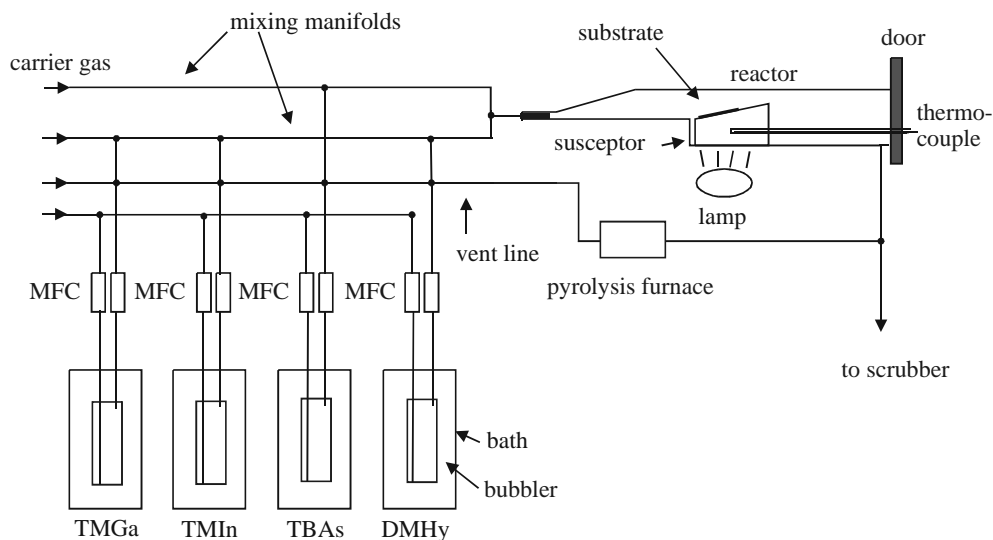 mixing manifolds
carrier gas
substrate
door
reactor
thermo-
couple
susceptor
lamp
vent line
pyrolysis furnace
MFC
MFC
MFC
MFC
to scrubber
bath
bubbler
TMGa
TMIn
TBAs
DMHy